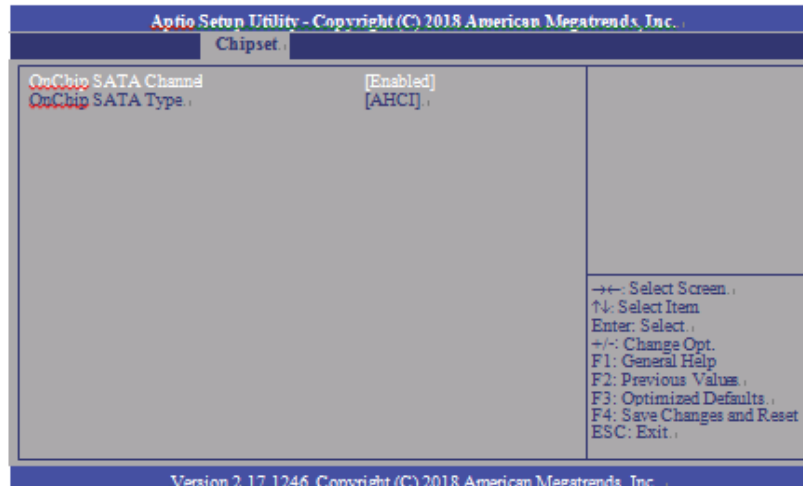 Aptio Setup Utility - Copyright (C) 2018 American Megatrends, Inc.
Chipset
OnChip SATA Channel [Enabled]
OnChip SATA Type [AHCI]
→←: Select Screen
↑↓: Select Item
Enter: Select
+/-: Change Opt.
F1: General Help
F2: Previous Values
F3: Optimized Defaults
F4: Save Changes and Reset
ESC: Exit
Version 2.17.1246. Copyright (C) 2018 American Megatrends, Inc.